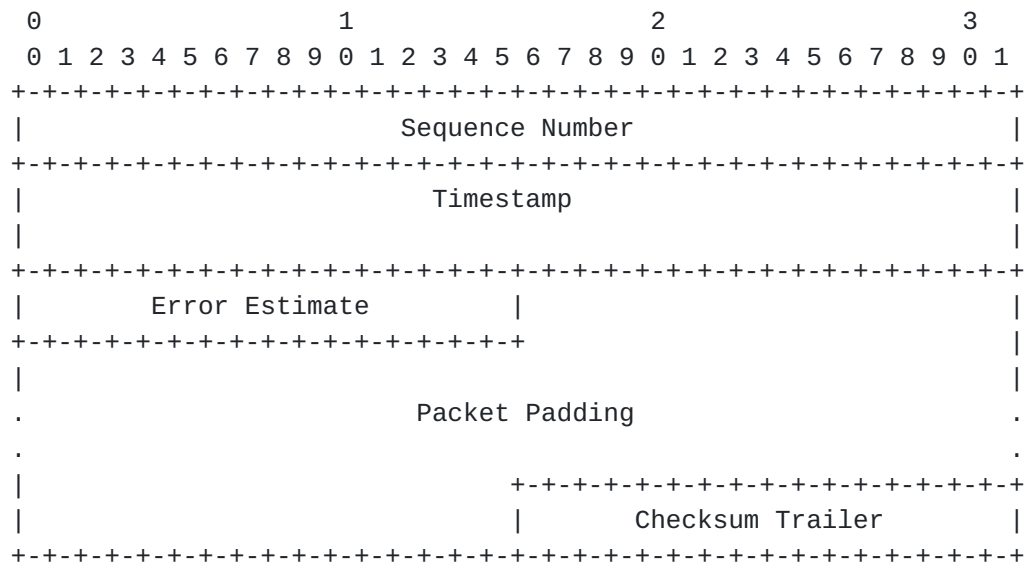 0                   1                   2                   3
 0 1 2 3 4 5 6 7 8 9 0 1 2 3 4 5 6 7 8 9 0 1 2 3 4 5 6 7 8 9 0 1
+-+-+-+-+-+-+-+-+-+-+-+-+-+-+-+-+-+-+-+-+-+-+-+-+-+-+-+-+-+-+-+-+
|                        Sequence Number                        |
+-+-+-+-+-+-+-+-+-+-+-+-+-+-+-+-+-+-+-+-+-+-+-+-+-+-+-+-+-+-+-+-+
|                          Timestamp                            |
|                                                               |
+-+-+-+-+-+-+-+-+-+-+-+-+-+-+-+-+-+-+-+-+-+-+-+-+-+-+-+-+-+-+-+-+
|        Error Estimate         |                               |
+-+-+-+-+-+-+-+-+-+-+-+-+-+-+-+-+                               |
|                                                               |
.                         Packet Padding                        .
.                                                               .
|                               +-+-+-+-+-+-+-+-+-+-+-+-+-+-+-+-+
|                               |       Checksum Trailer        |
+-+-+-+-+-+-+-+-+-+-+-+-+-+-+-+-+-+-+-+-+-+-+-+-+-+-+-+-+-+-+-+-+